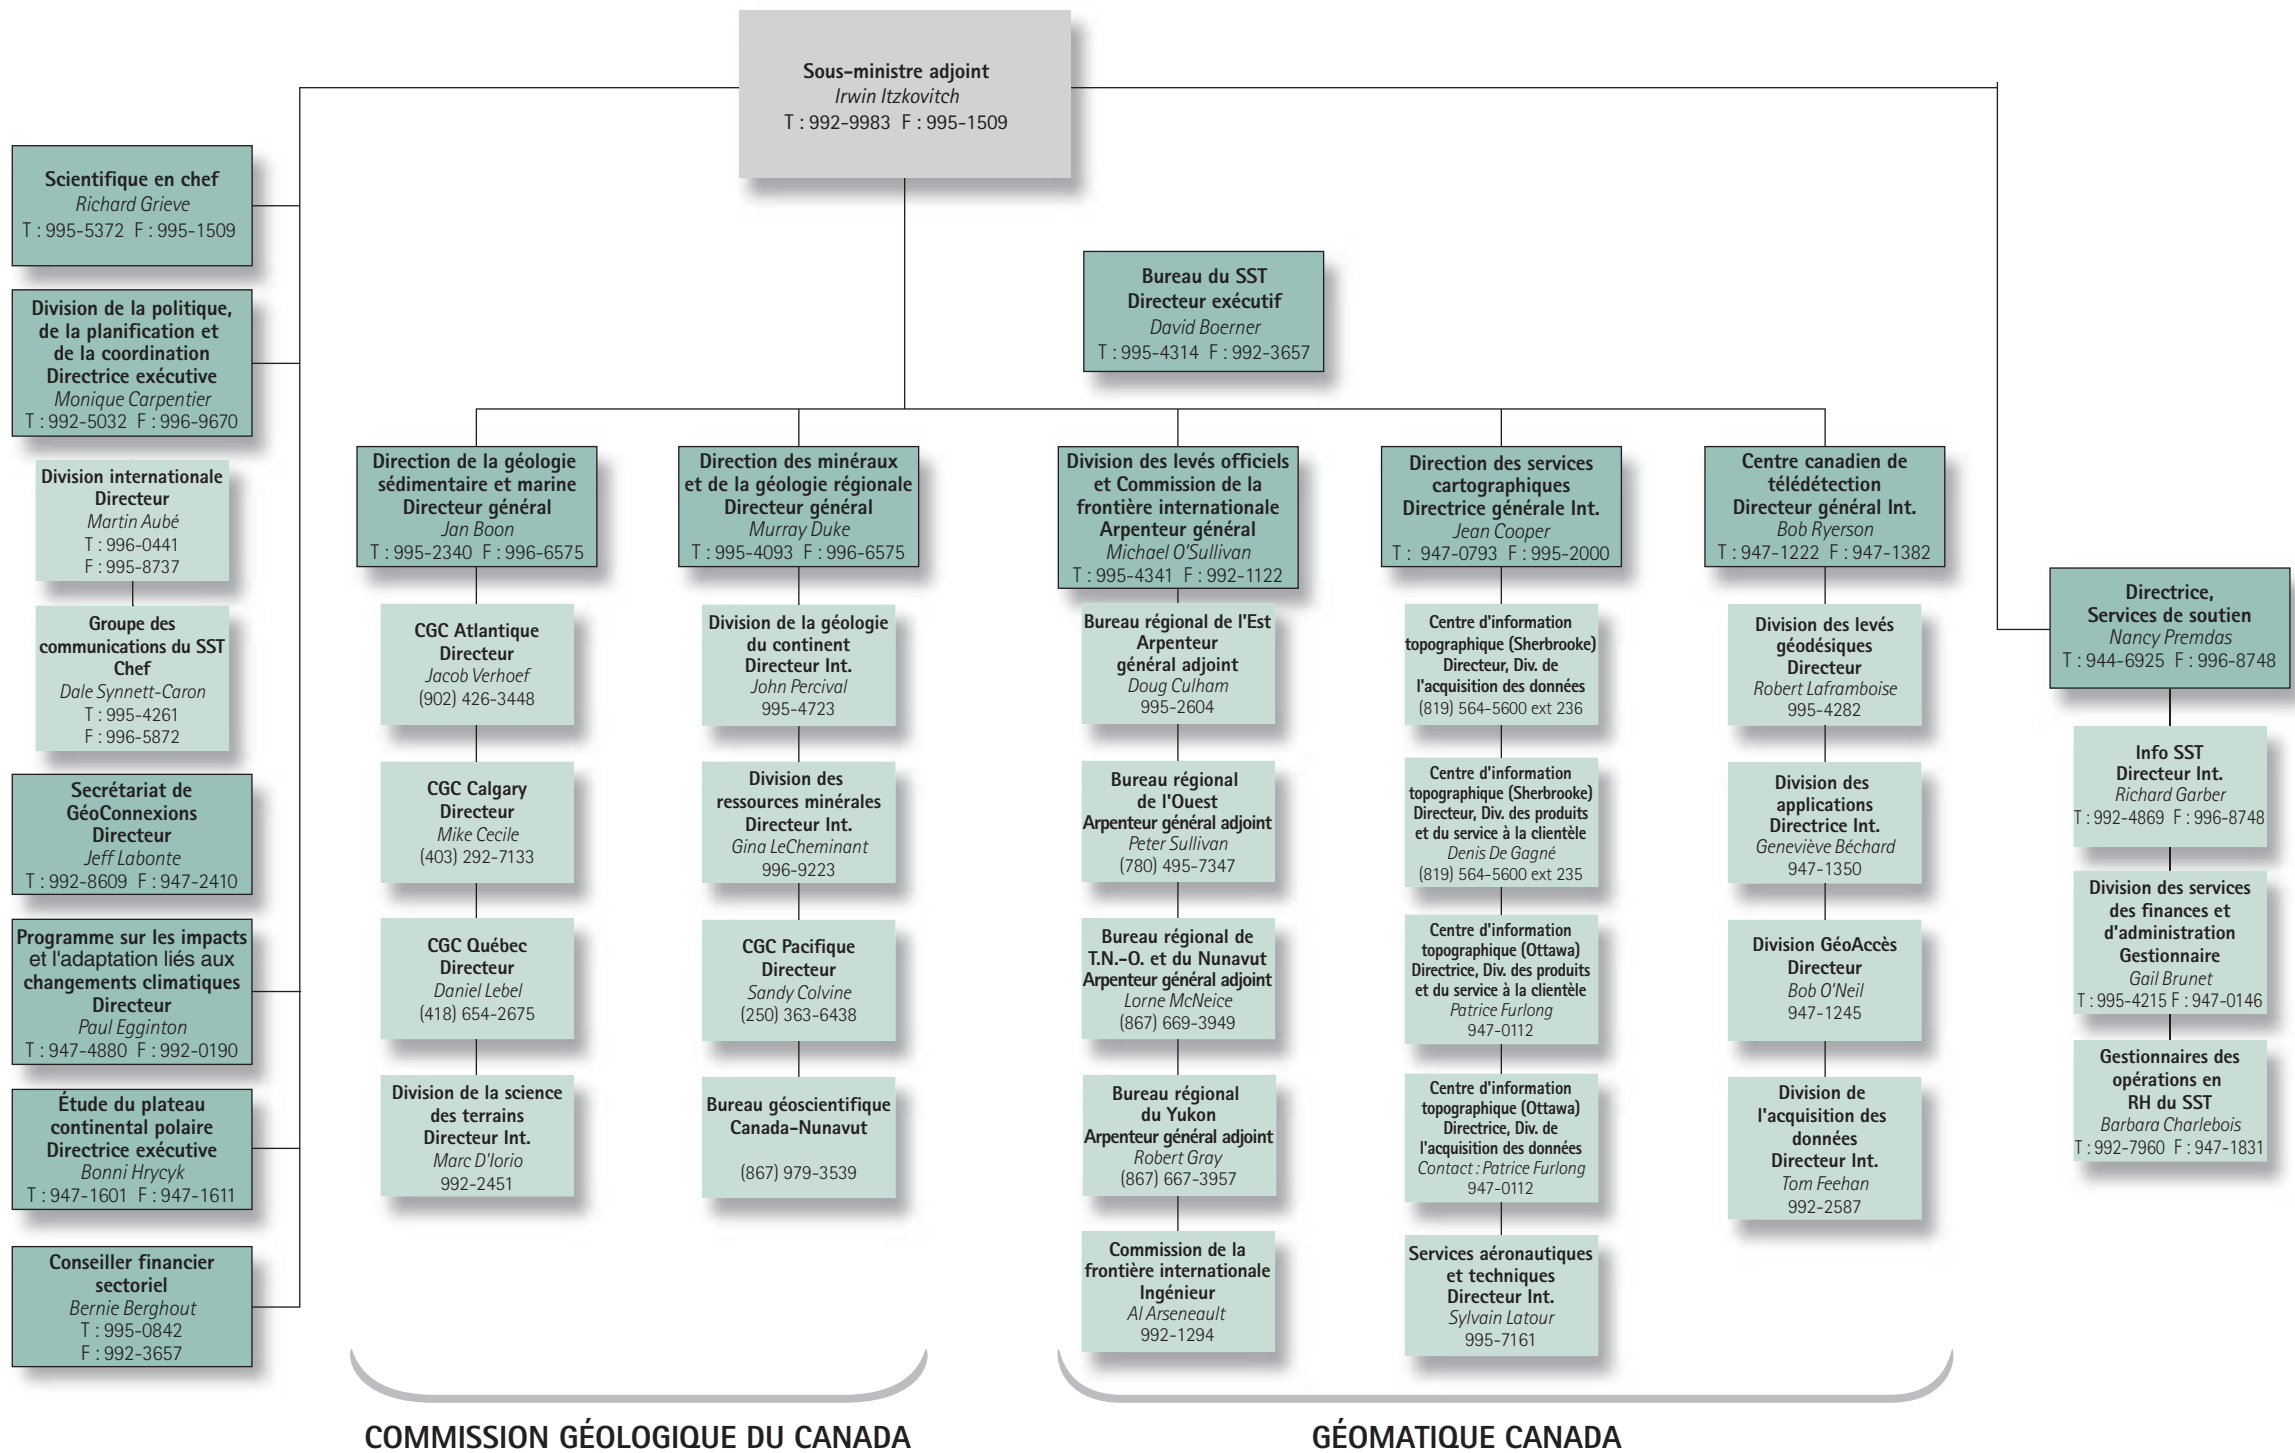 Sous-ministre adjoint
Irwin Itzkovitch
T : 992-9983 F : 995-1509
Scientifique en chef
Richard Grieve
T : 995-5372 F : 995-1509
Division de la politique,
de la planification et
de la coordination
Directrice exécutive
Monique Carpentier
T : 992-5032 F : 996-9670
Division internationale
Directeur
Martin Aubé
T : 996-0441
F : 995-8737
Groupe des
communications du SST
Chef
Dale Synnett-Caron
T : 995-4261
F : 996-5872
Secrétariat de
GéoConnexions
Directeur
Jeff Labonte
T : 992-8609 F : 947-2410
Programme sur les impacts
et l'adaptation liés aux
changements climatiques
Directeur
Paul Egginton
T : 947-4880 F : 992-0190
Étude du plateau
continental polaire
Directrice exécutive
Bonni Hrycyk
T : 947-1601 F : 947-1611
Conseiller financier
sectoriel
Bernie Berghout
T : 995-0842
F : 992-3657
Bureau du SST
Directeur exécutif
David Boerner
T : 995-4314 F : 992-3657
Direction de la géologie
sédimentaire et marine
Directeur général
Jan Boon
T : 995-2340 F : 996-6575
CGC Atlantique
Directeur
Jacob Verhoef
(902) 426-3448
CGC Calgary
Directeur
Mike Cecile
(403) 292-7133
CGC Québec
Directeur
Daniel Lebel
(418) 654-2675
Division de la science
des terrains
Directeur Int.
Marc D'Iorio
992-2451
Direction des minéraux
et de la géologie régionale
Directeur général
Murray Duke
T : 995-4093 F : 996-6575
Division de la géologie
du continent
Directeur Int.
John Percival
995-4723
Division des
ressources minérales
Directeur Int.
Gina LeCheminant
996-9223
CGC Pacifique
Directeur
Sandy Colvine
(250) 363-6438
Bureau géoscientifique
Canada-Nunavut
(867) 979-3539
Division des levés officiels
et Commission de la
frontière internationale
Arpenteur général
Michael O'Sullivan
T : 995-4341 F : 992-1122
Bureau régional de l'Est
Arpenteur
général adjoint
Doug Culham
995-2604
Bureau régional
de l'Ouest
Arpenteur général adjoint
Peter Sullivan
(780) 495-7347
Bureau régional de
T.N.-O. et du Nunavut
Arpenteur général adjoint
Lorne McNeice
(867) 669-3949
Bureau régional
du Yukon
Arpenteur général adjoint
Robert Gray
(867) 667-3957
Commission de la
frontière internationale
Ingénieur
Al Arseneault
992-1294
Direction des services
cartographiques
Directrice générale Int.
Jean Cooper
T : 947-0793 F : 995-2000
Centre d'information
topographique (Sherbrooke)
Directeur, Div. de
l'acquisition des données
(819) 564-5600 ext 236
Centre d'information
topographique (Sherbrooke)
Directeur, Div. des produits
et du service à la clientèle
Denis De Gagné
(819) 564-5600 ext 235
Centre d'information
topographique (Ottawa)
Directrice, Div. des produits
et du service à la clientèle
Patrice Furlong
947-0112
Centre d'information
topographique (Ottawa)
Directrice, Div. de
l'acquisition des données
Contact : Patrice Furlong
947-0112
Services aéronautiques
et techniques
Directeur Int.
Sylvain Latour
995-7161
Centre canadien de
télédétection
Directeur général Int.
Bob Ryerson
T : 947-1222 F : 947-1382
Division des levés
géodésiques
Directeur
Robert Laframboise
995-4282
Division des
applications
Directrice Int.
Geneviève Béchard
947-1350
Division GéoAccès
Directeur
Bob O'Neil
947-1245
Division de
l'acquisition des
données
Directeur Int.
Tom Feehan
992-2587
Directrice,
Services de soutien
Nancy Premdas
T : 944-6925 F : 996-8748
Info SST
Directeur Int.
Richard Garber
T : 992-4869 F : 996-8748
Division des services
des finances et
d'administration
Gestionnaire
Gail Brunet
T : 995-4215 F : 947-0146
Gestionnaires des
opérations en
RH du SST
Barbara Charlebois
T : 992-7960 F : 947-1831
COMMISSION GÉOLOGIQUE DU CANADA
GÉOMATIQUE CANADA